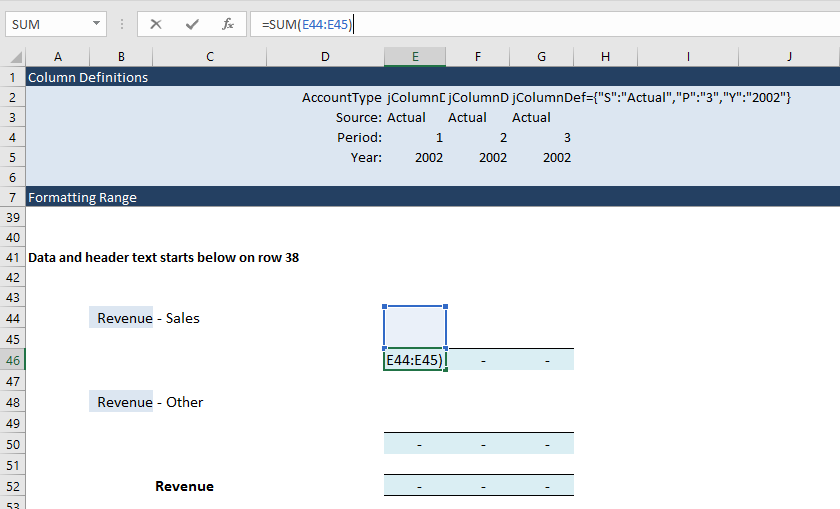 SUM =SUM(E44:E45)
A B C D E F G H I J
1 Column Definitions
2 AccountType jColumnD jColumnD jColumnDef={"S":"Actual","P":"3","Y":"2002"}
3 Source: Actual Actual Actual
4 Period: 1 2 3
5 Year: 2002 2002 2002
6
7 Formatting Range
39
40
41 Data and header text starts below on row 38
42
43
44 Revenue - Sales
45
46 E44:E45) - -
47
48 Revenue - Other
49
50 - - -
51
52 Revenue - - -
53